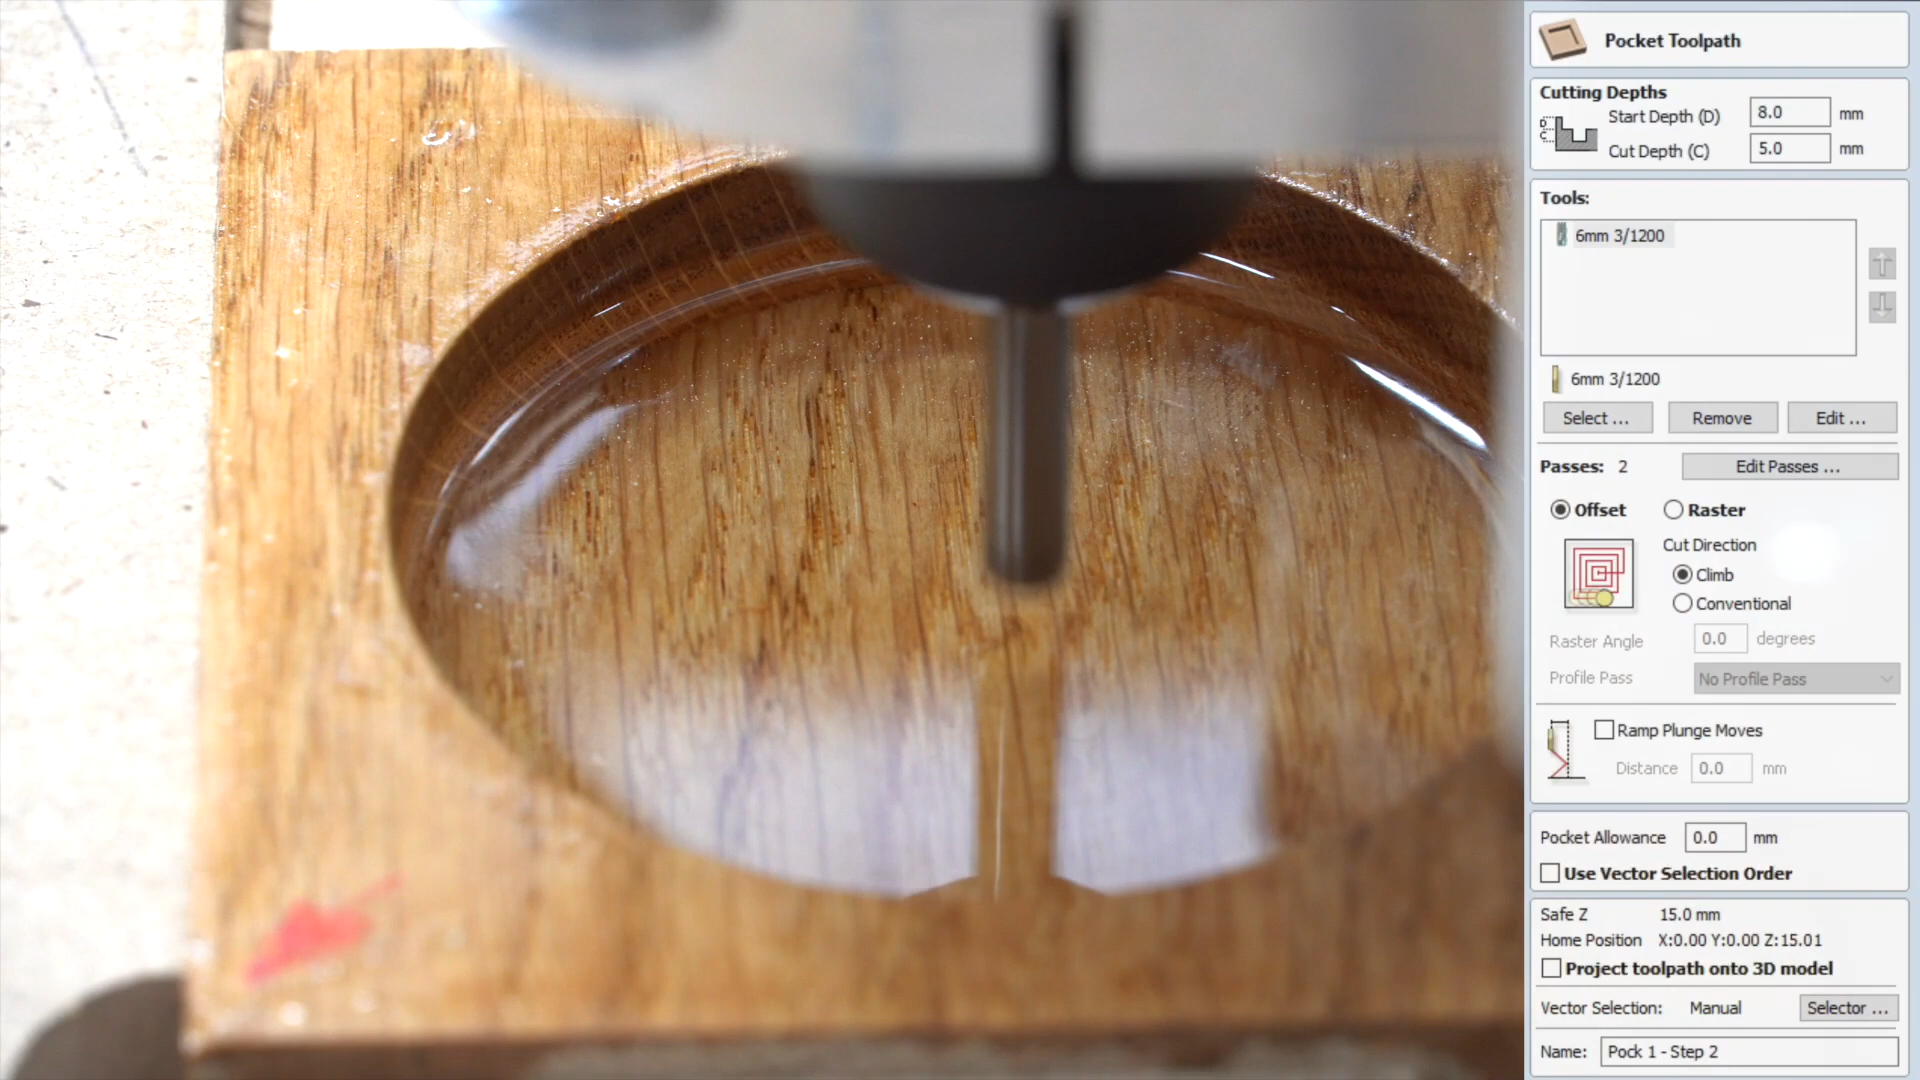 Pocket Toolpath
Cutting Depths
D
C
Start Depth (D) 8.0 mm
Cut Depth (C) 5.0 mm
Tools:
6mm 3/1200
6mm 3/1200
Select ... Remove Edit ...
Passes: 2 Edit Passes ...
Offset Raster
Cut Direction
Climb
Conventional
Raster Angle 0.0 degrees
Profile Pass No Profile Pass
Ramp Plunge Moves
Distance 0.0 mm
Pocket Allowance 0.0 mm
Use Vector Selection Order
Safe Z 15.0 mm
Home Position X:0.00 Y:0.00 Z:15.01
Project toolpath onto 3D model
Vector Selection: Manual Selector ...
Name: Pock 1 - Step 2